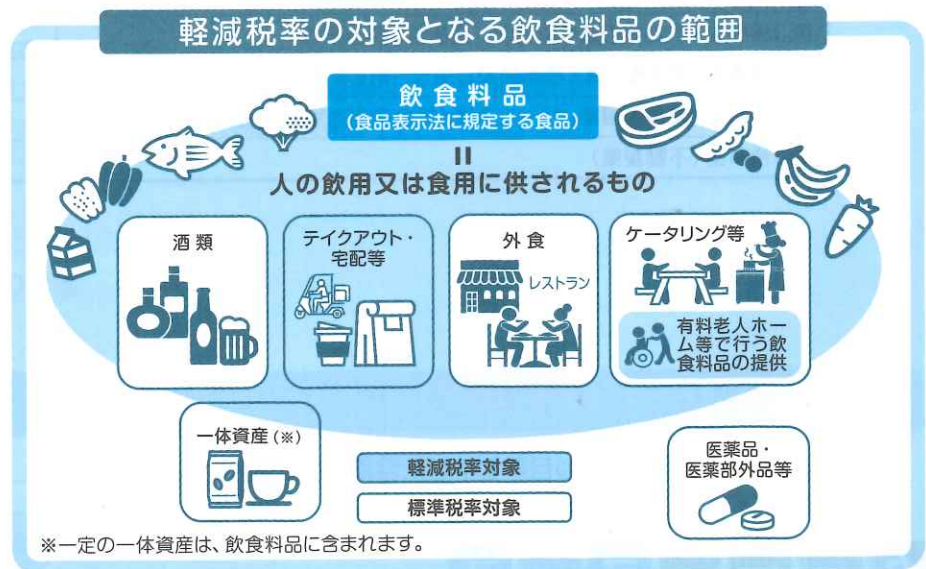 軽減税率の対象となる飲食料品の範囲
飲食料品
(食品表示法に規定する食品)
=
人の飲用又は食用に供されるもの
酒類
テイクアウト・
宅配等
外食
レストラン
ケータリング等
有料老人ホー
ム等で行う飲
食料品の提供
一体資産(※)
軽減税率対象
標準税率対象
医薬品・
医薬部外品等
※一定の一体資産は、飲食料品に含まれます。